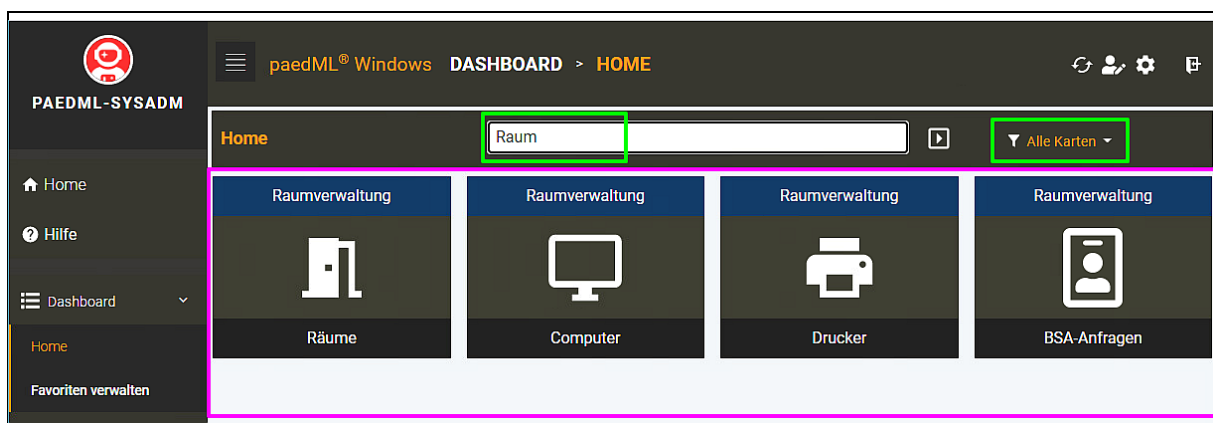 PAEDML-SYSADM
paedML® Windows DASHBOARD > HOME
Home
Raum
Alle Karten
Home
Hilfe
Dashboard
Home
Favoriten verwalten
Raumverwaltung
Räume
Raumverwaltung
Computer
Raumverwaltung
Drucker
Raumverwaltung
BSA-Anfragen